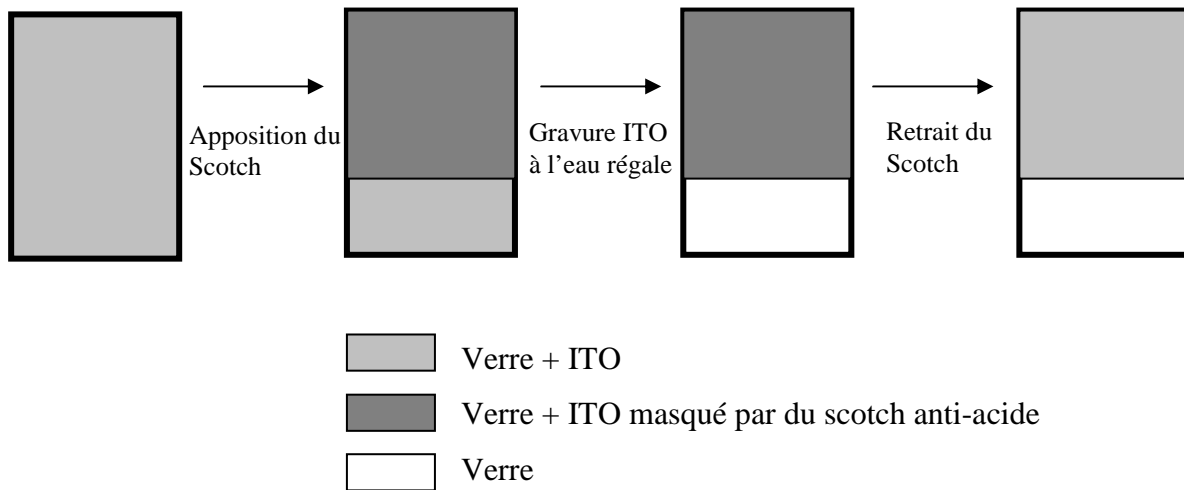 Apposition du
Scotch
Gravure ITO
à l’eau régale
Retrait du
Scotch
Verre + ITO
Verre + ITO masqué par du scotch anti-acide
Verre